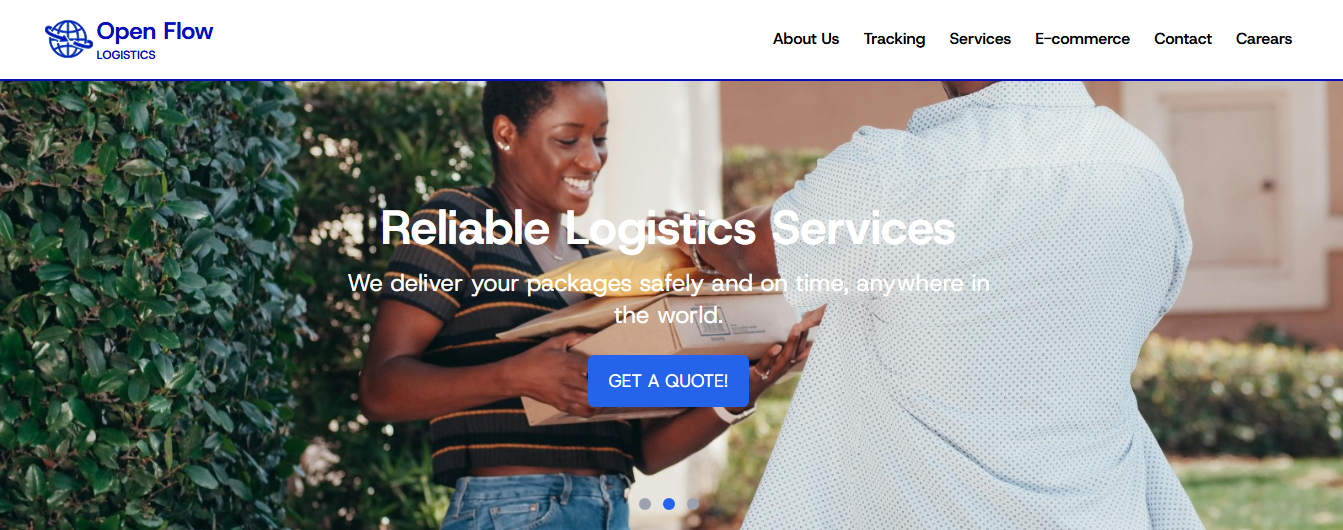 Open Flow
LOGISTICS
About Us Tracking Services E-commerce Contact Carears
Reliable Logistics Services
We deliver your packages safely and on time, anywhere in
the world.
GET A QUOTE!